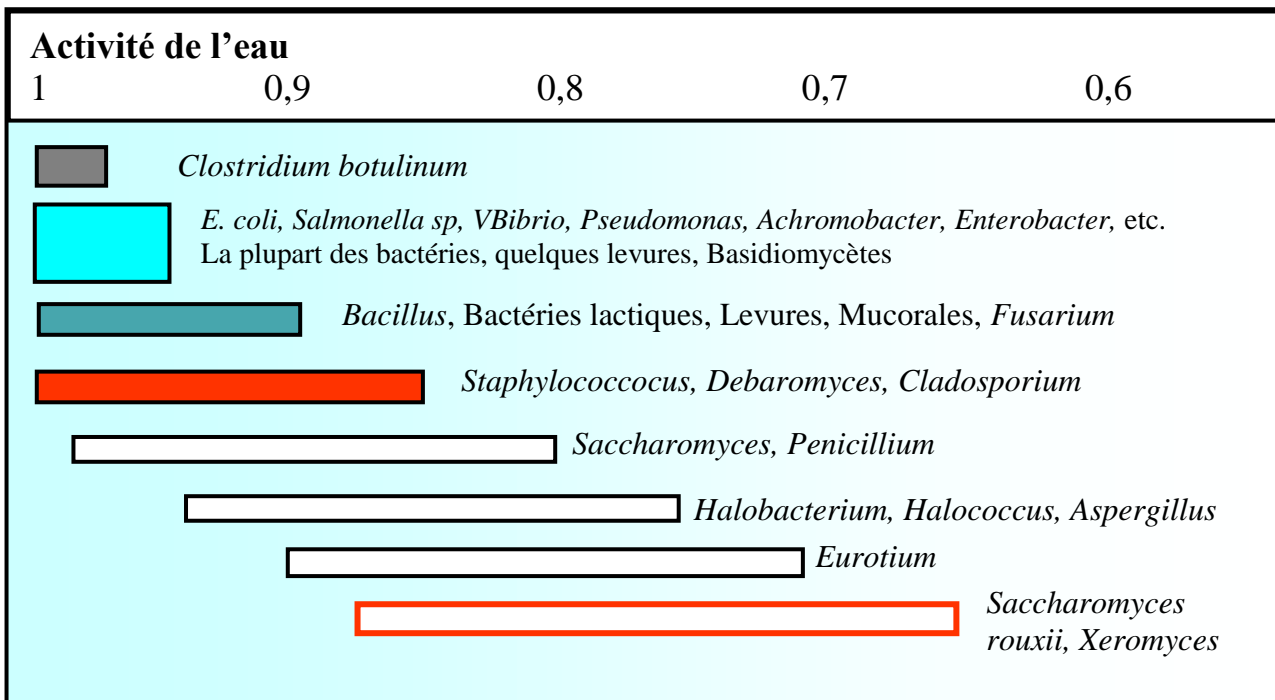 Activité de l'eau
1 0,9 0,8 0,7 0,6
Clostridium botulinum
E. coli, Salmonella sp, VBibrio, Pseudomonas, Achromobacter, Enterobacter, etc.
La plupart des bactéries, quelques levures, Basidiomycètes
Bacillus, Bactéries lactiques, Levures, Mucorales, Fusarium
Staphylococcocus, Debaromyces, Cladosporium
Saccharomyces, Penicillium
Halobacterium, Halococcus, Aspergillus
Eurotium
Saccharomyces
rouxii, Xeromyces